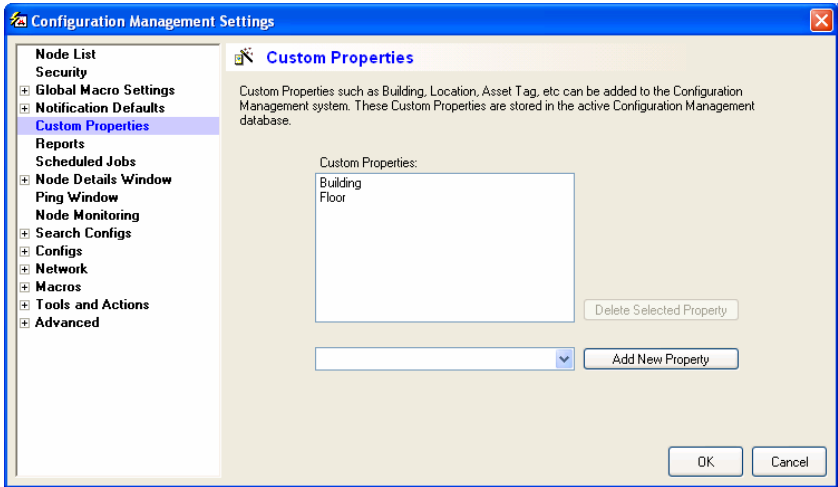 Configuration Management Settings
Node List
Security
Global Macro Settings
Notification Defaults
Custom Properties
Reports
Scheduled Jobs
Node Details Window
Ping Window
Node Monitoring
Search Configs
Configs
Network
Macros
Tools and Actions
Advanced
Custom Properties
Custom Properties such as Building, Location, Asset Tag, etc can be added to the Configuration
Management system. These Custom Properties are stored in the active Configuration Management
database.
Custom Properties:
Building
Floor
Delete Selected Property
Add New Property
OK
Cancel